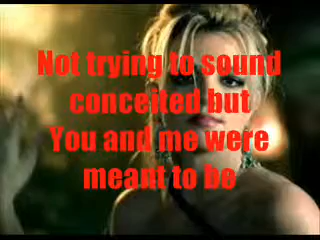 Not trying to sound
conceited but
You and me were
meant to be